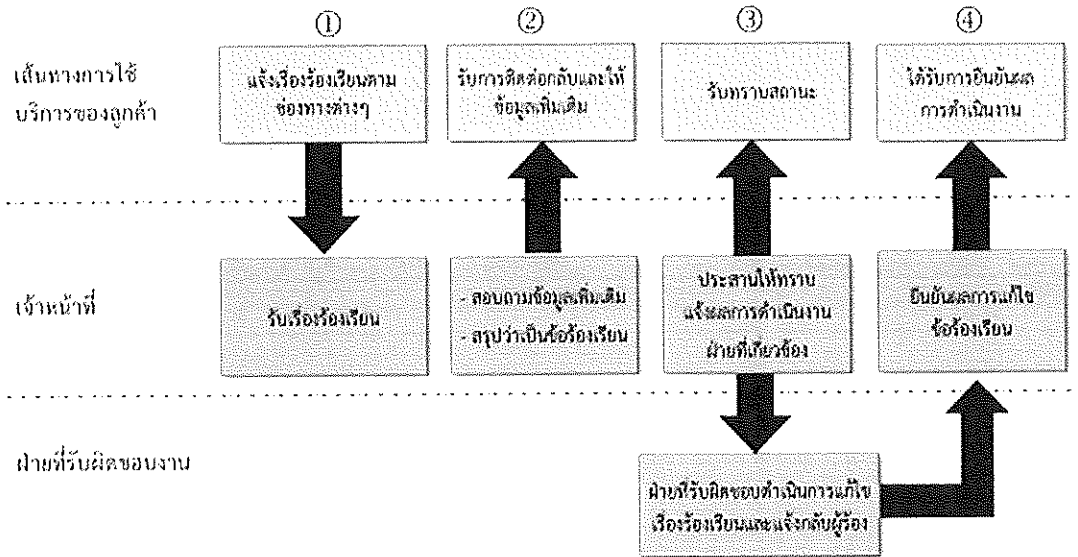 ① ② ③ ④
เส้นทางการใช้
บริการของลูกค้า
แจ้งเรื่องร้องเรียนตาม
ช่องทางต่างๆ
รับการติดต่อกลับและให้
ข้อมูลเพิ่มเติม
รับทราบสถานะ
ได้รับการยืนยันผล
การดำเนินงาน
เจ้าหน้าที่
รับเรื่องร้องเรียน
- สอบถามข้อมูลเพิ่มเติม
- สรุปว่าเป็นข้อร้องเรียน
ประสานให้ทราบ
แจ้งผลการดำเนินงาน
ฝ่ายที่เกี่ยวข้อง
ยืนยันผลการแก้ไข
ข้อร้องเรียน
ฝ่ายที่รับผิดชอบงาน
ฝ่ายที่รับผิดชอบดำเนินการแก้ไข
เรื่องร้องเรียนและแจ้งกลับผู้ร้อง